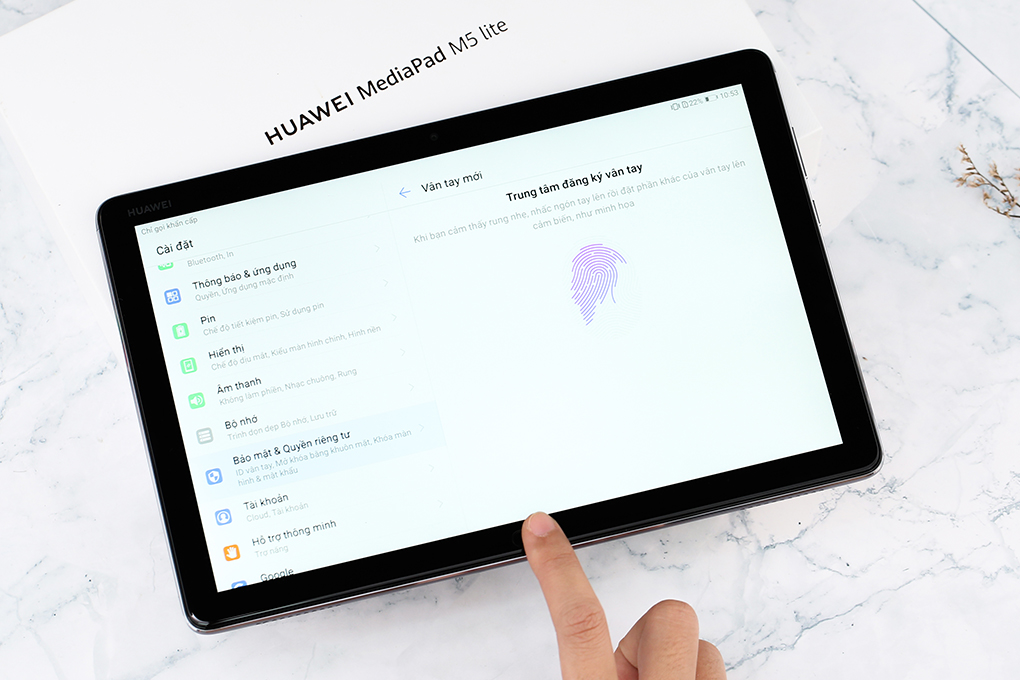 HUAWEI MediaPad M5 lite
HUAWEI
22% 10:53
Chỉ gọi khẩn cấp
Cài đặt
Bluetooth, In
Thông báo & ứng dụng
Quyền, Ứng dụng mặc định
Pin
Chế độ tiết kiệm pin, Sử dụng pin
Hiển thị
Chế độ dịu mắt, Kiểu màn hình chính, Hình nền
Âm thanh
Không làm phiền, Nhạc chuông, Rung
Bộ nhớ
Trình dọn dẹp Bộ nhớ, Lưu trữ
Bảo mật & Quyền riêng tư
ID vân tay, Mở khóa bằng khuôn mặt, Khóa màn
hình & mật khẩu
Tài khoản
Cloud, Tài khoản
Hỗ trợ thông minh
Trợ năng
Google
Vân tay mới
Trung tâm đăng ký vân tay
Khi bạn cảm thấy rung nhẹ, nhấc ngón tay lên rồi đặt phần khác của vân tay lên
cảm biến, như minh họa